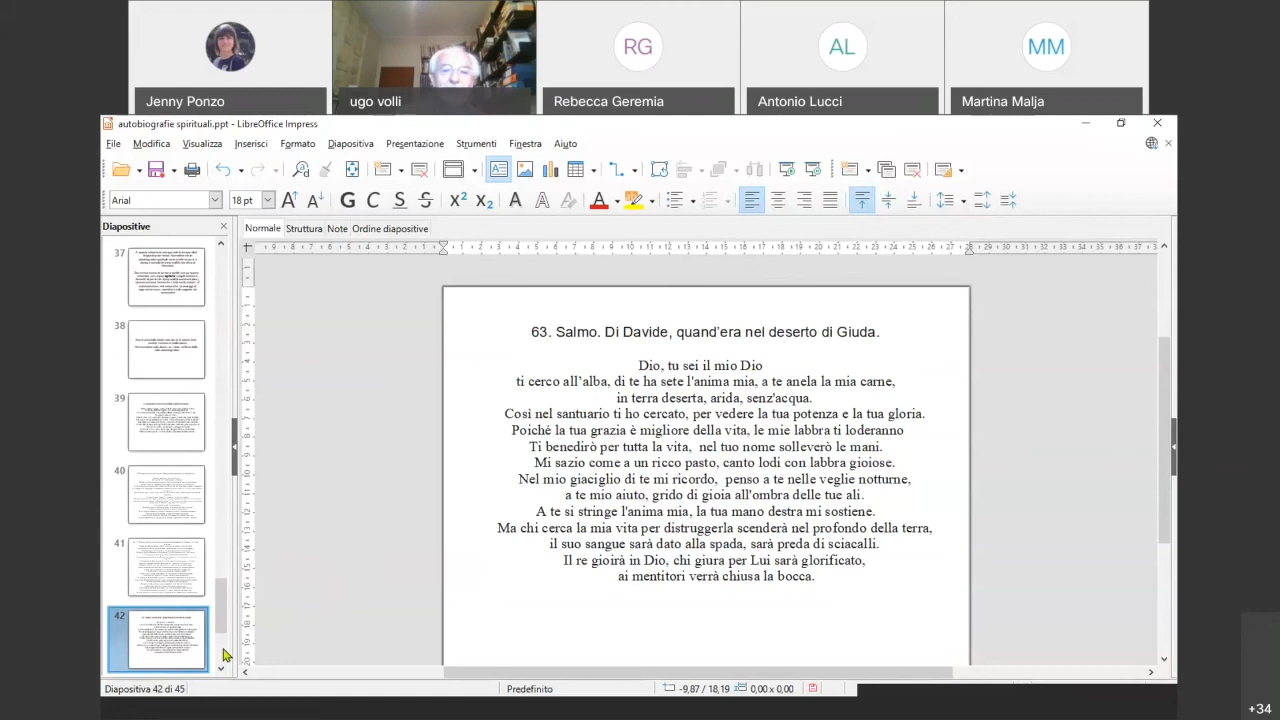 RG
AL
MM
Jenny Ponzo
ugo volli
Rebecca Geremia
Antonio Lucci
Martina Malja
autobiografie spirituali.ppt - LibreOffice Impress
File Modifica Visualizza Inserisci Formato Diapositiva Presentazione Strumenti Finestra Aiuto
Arial 18 pt
Diapositive
Normale Struttura Note Ordine diapositive
37
38
39
40
41
42
63. Salmo. Di Davide, quand'era nel deserto di Giuda.
Dio, tu sei il mio Dio
ti cerco all'alba, di te ha sete l'anima mia, a te anela la mia carne,
in terra deserta, arida, senz'acqua.
Così nel santuario ti ho cercato, per vedere la tua potenza e la tua gloria.
Poiché la tua grazia è migliore della vita, le mie labbra ti loderanno
Ti benedirò per tutta la vita, nel tuo nome solleverò le mani.
Mi sazio come a un ricco pasto, canto lodi con labbra gioiose.
Nel mio giaciglio di te mi ricordo, penso a te nelle veglie notturne,
a te mio aiuto, grido di gioia all'ombra delle tue ali.
A te si stringe l'anima mia, la tua mano destra mi sostiene.
Ma chi cerca la mia vita per distruggerla scenderà nel profondo della terra,
il suo sangue sarà dato alla spada, sarà preda di sciacalli.
Il re gioirà in Dio, chi giura per Lui sarà glorificato,
ai mentitori verrà chiusa la bocca.
Diapositiva 42 di 45
Predefinito
-9,87 / 18,19
0,00 x 0,00
+34